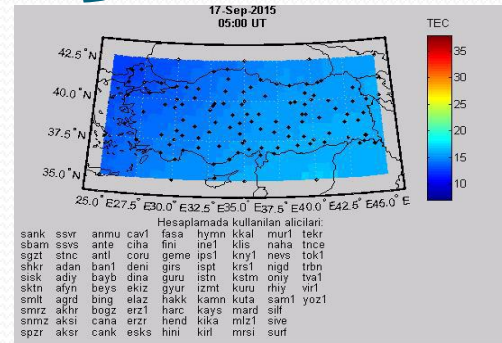 17-Sep-2015
05:00 UT
TEC
42.5°N
40.0°N
37.5°N
35.0°N
25.0°E 27.5°E 30.0°E 32.5°E 35.0°E 37.5°E 40.0°E 42.5°E 45.0°E
35
30
25
20
15
10
Hesaplamada kullanilan alicilari:
sank ssvr anmu cav1 fasa hymn kkal mur1 tekr
sbam ssvs ante ciha fini ine1 klis naha tnce
sgzt stnc antl coru geme ips1 kny1 nevs tok1
shkr adan ban1 deni girs ispt krs1 nigd trbn
sisk adiy bayb dina guru istn kstm oniy tva1
sktn afyn beys ekiz gyur izmt kuru rhiy vir1
smlt agrd bing elaz hakk kamn kuta sam1 yoz1
smrz akhr bogz erz1 harc kays mard silf
snmz aksi cana erzr hend kika mlz1 sive
spzr aksr cank esks hini kirl mrsi surf